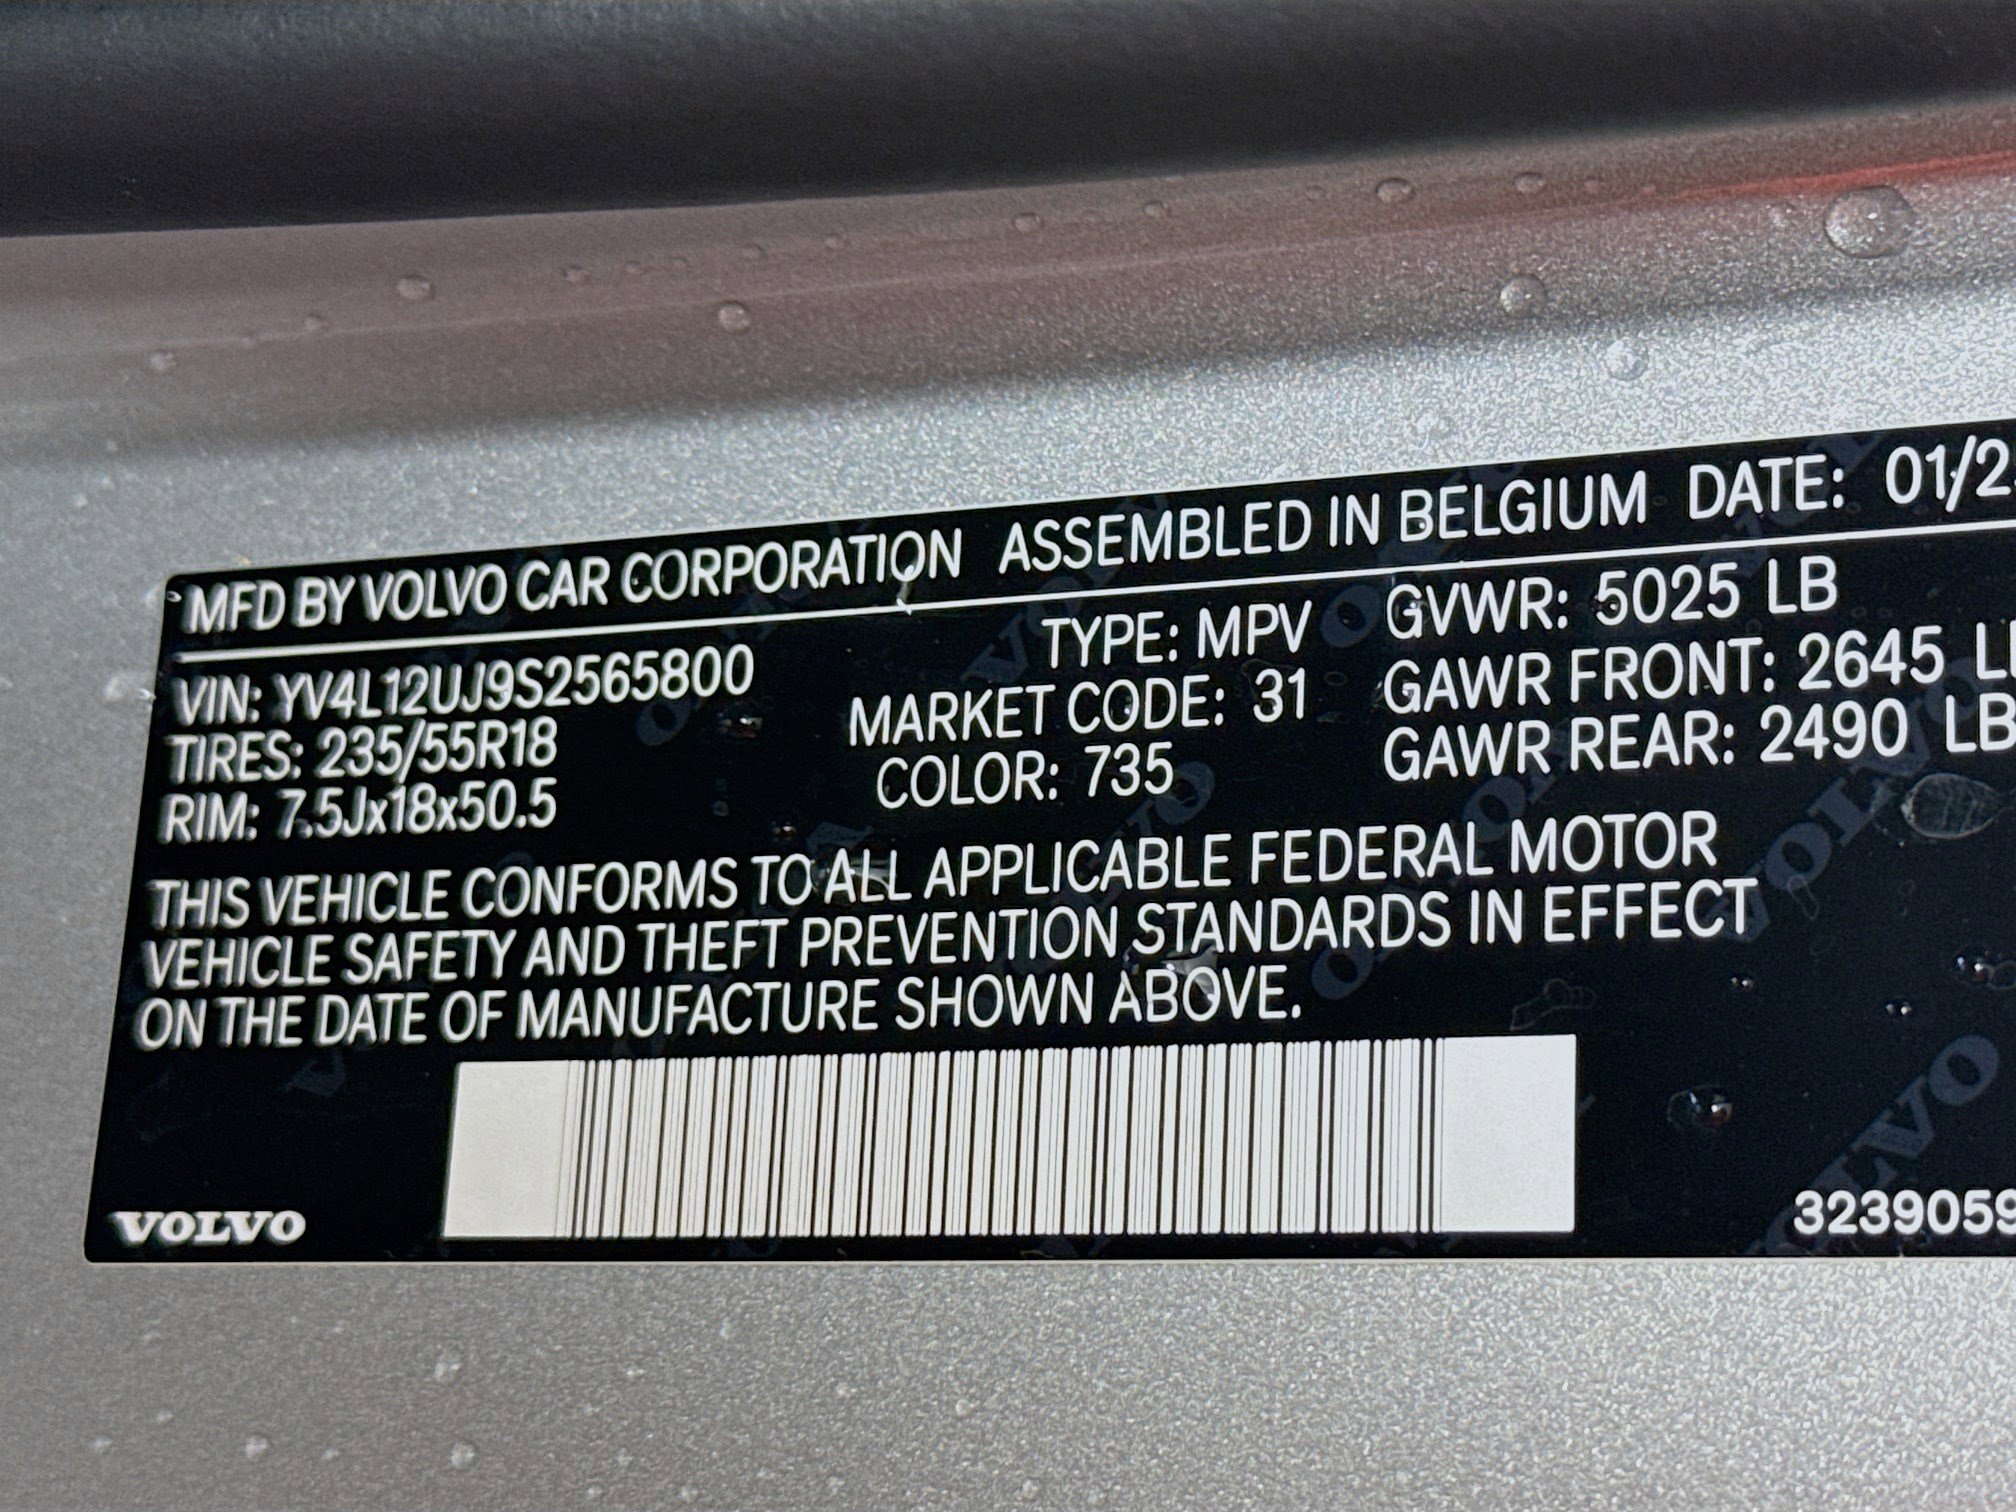 MFD BY VOLVO CAR CORPORATION ASSEMBLED IN BELGIUM DATE: 01/2
VIN: YV4L12UJ9S2565800 TYPE: MPV GVWR: 5025 LB
TIRES: 235/55R18 MARKET CODE: 31 GAWR FRONT: 2645 L
RIM: 7.5Jx18x50.5 COLOR: 735 GAWR REAR: 2490 LB
THIS VEHICLE CONFORMS TO ALL APPLICABLE FEDERAL MOTOR
VEHICLE SAFETY AND THEFT PREVENTION STANDARDS IN EFFECT
ON THE DATE OF MANUFACTURE SHOWN ABOVE.
VOLVO 3239059